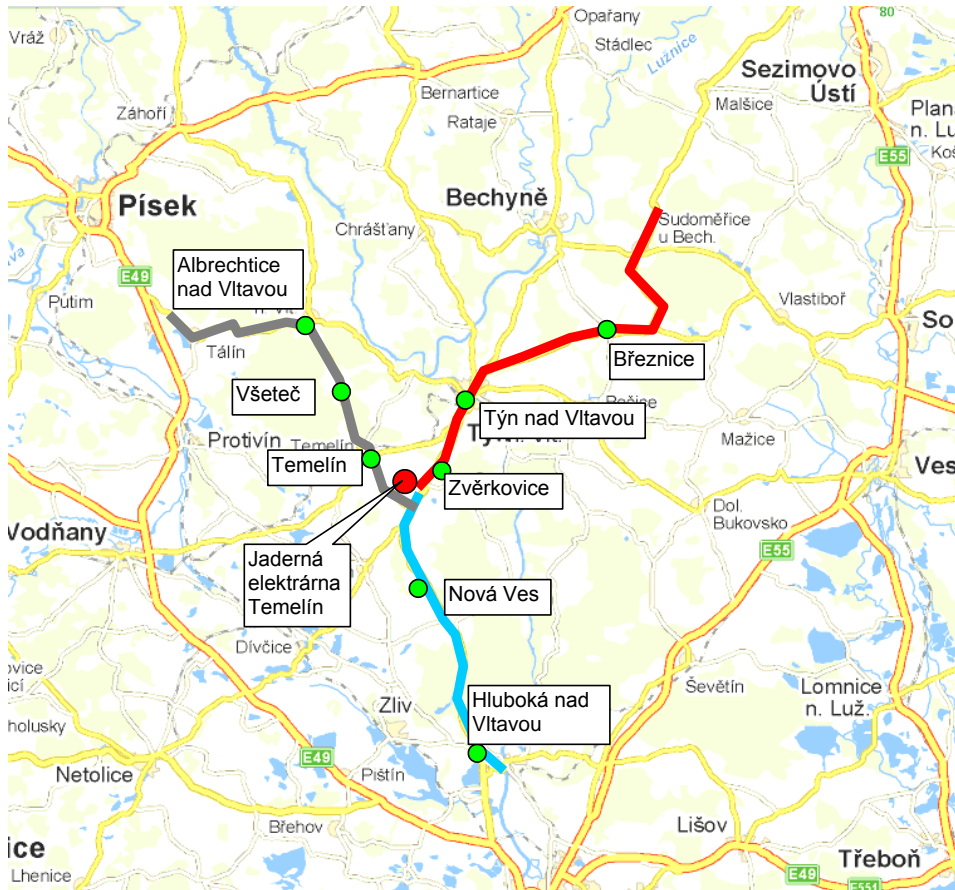 Opařany
80
Vráž
Stádlec
Lužnice
Sezimovo
Ústí
Bernartice
Malšice
Záhoří
Rataje
E55
Písek
Bechyně
Sudoměřice
u Bech.
Chrášťany
Albrechtice
nad Vltavou
E49
Putim
Vlastiboř
Tálín
Březnice
Všeteč
Týn nad Vltavou
Protivín
Temelín
Mažice
Temelín
Zvěrkovice
Dol.
Bukovsko
Vodňany
Jaderná
elektrárna
Temelín
E55
Nová Ves
Dívčice
Ševětín
Lomnice
n. Luž.
Zliv
Hluboká nad
Vltavou
E49
Netolice
Pištín
Břehov
Lišov
Třeboň
Lhenice
E49
E551